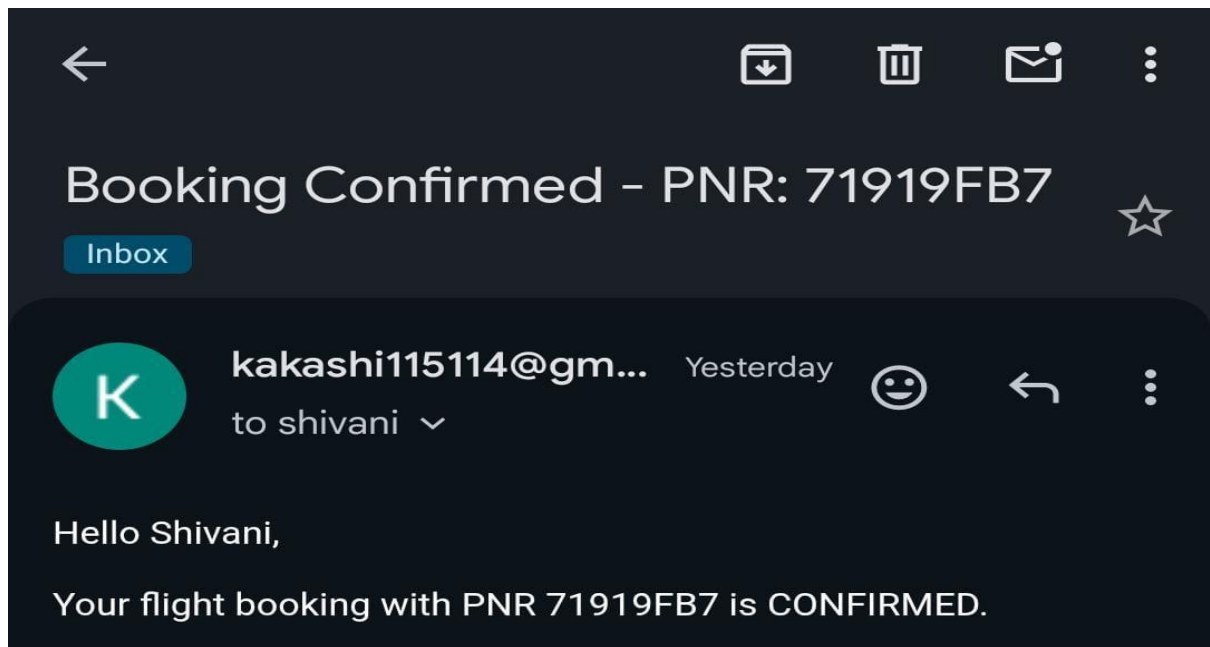 Booking Confirmed - PNR: 71919FB7
Inbox
K
kakashi115114@gm... Yesterday
to shivani
Hello Shivani,
Your flight booking with PNR 71919FB7 is CONFIRMED.